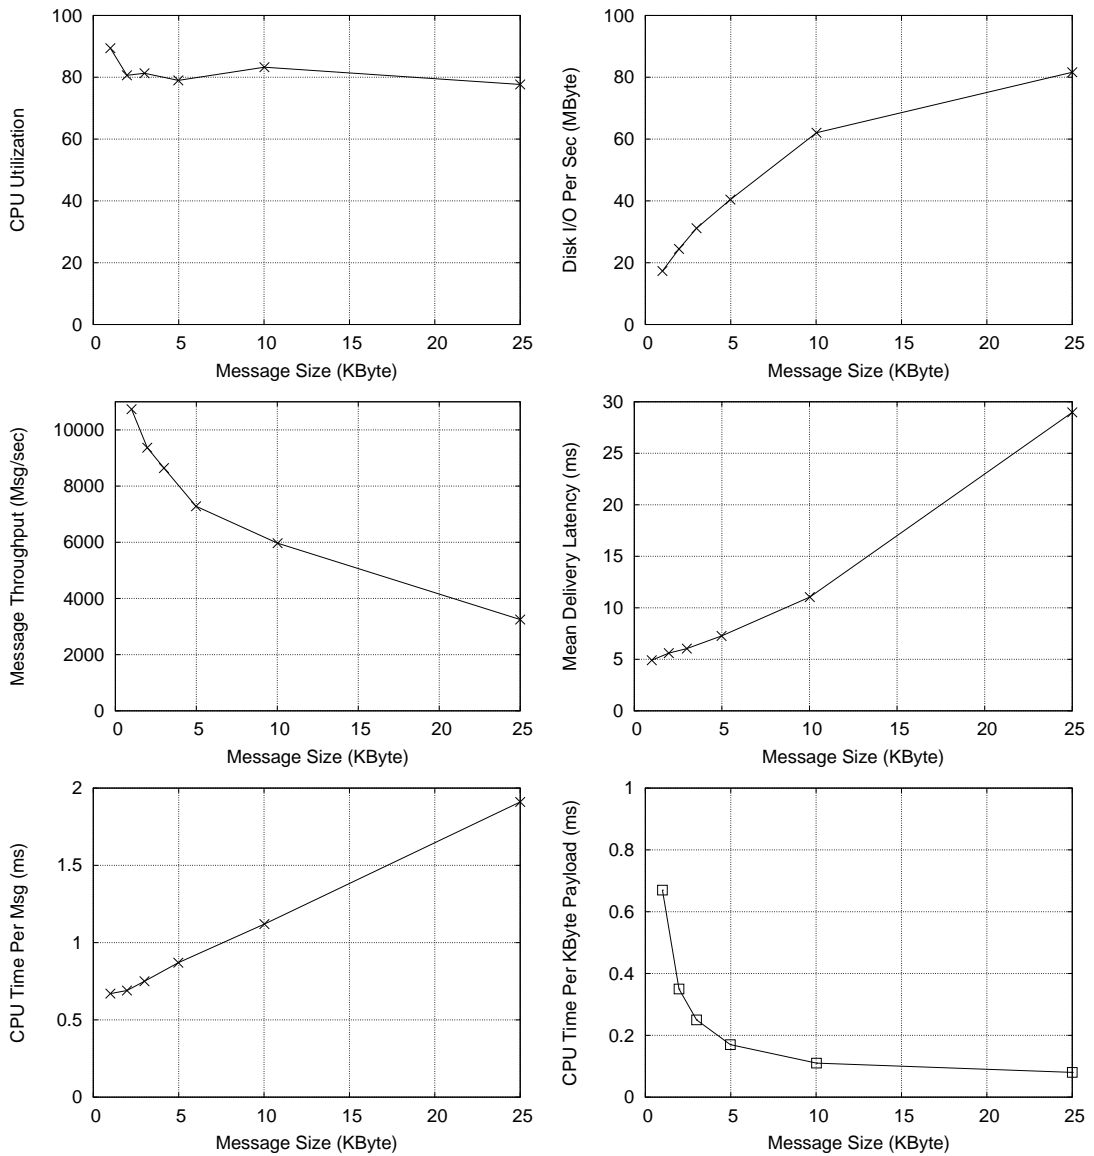 100
80
60
40
20
0
CPU Utilization
0 5 10 15 20 25
Message Size (KByte)
100
80
60
40
20
0
Disk I/O Per Sec (MByte)
0 5 10 15 20 25
Message Size (KByte)
10000
8000
6000
4000
2000
0
Message Throughput (Msg/sec)
0 5 10 15 20 25
Message Size (KByte)
30
25
20
15
10
5
0
Mean Delivery Latency (ms)
0 5 10 15 20 25
Message Size (KByte)
2
1.5
1
0.5
0
CPU Time Per Msg (ms)
0 5 10 15 20 25
Message Size (KByte)
1
0.8
0.6
0.4
0.2
0
CPU Time Per KByte Payload (ms)
0 5 10 15 20 25
Message Size (KByte)